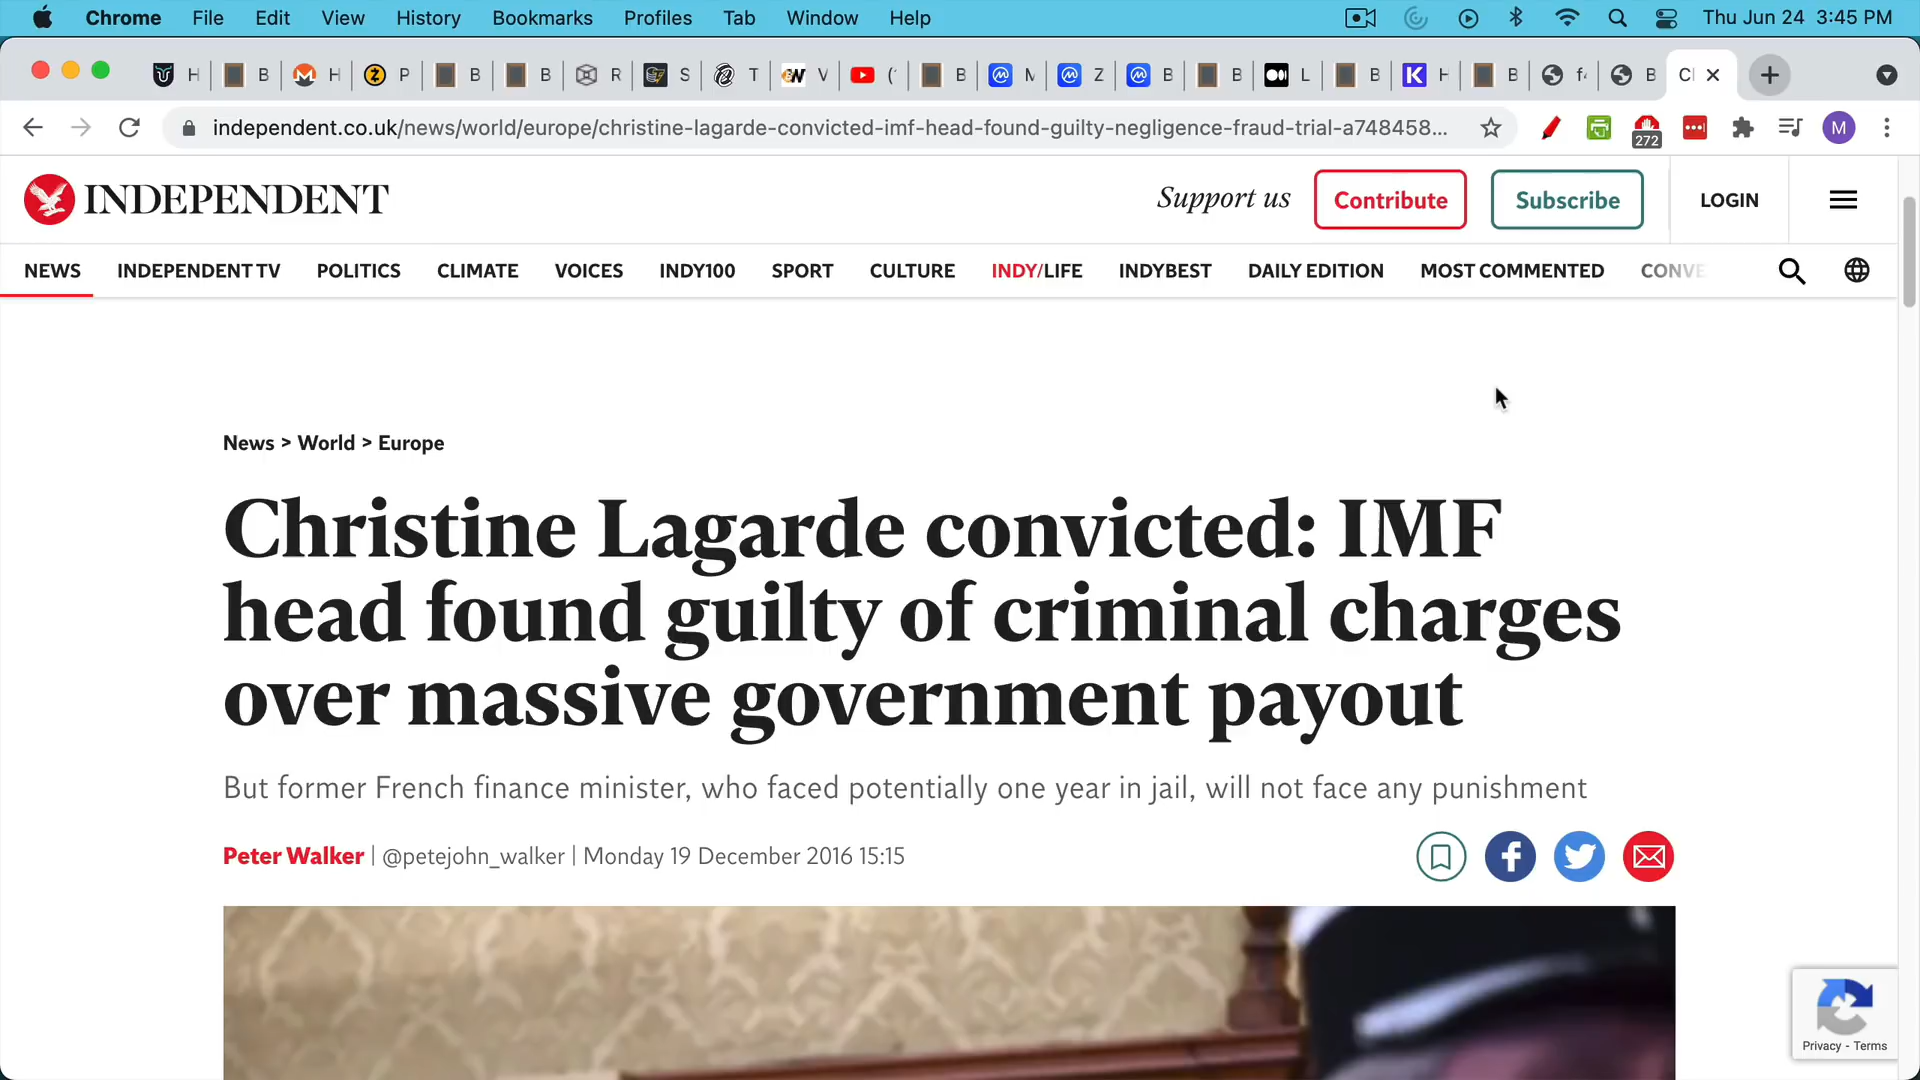 Chrome File Edit View History Bookmarks Profiles Tab Window Help Thu Jun 24 3:45 PM
H B H P B B R S T V ( B M Z B B L B H B f B C
independent.co.uk/news/world/europe/christine-lagarde-convicted-imf-head-found-guilty-negligence-fraud-trial-a748458... 272 M
INDEPENDENT Support us Contribute Subscribe LOGIN
NEWS INDEPENDENT TV POLITICS CLIMATE VOICES INDY100 SPORT CULTURE INDY/LIFE INDYBEST DAILY EDITION MOST COMMENTED CONVE
News > World > Europe
Christine Lagarde convicted: IMF
head found guilty of criminal charges
over massive government payout
But former French finance minister, who faced potentially one year in jail, will not face any punishment
Peter Walker | @petejohn_walker | Monday 19 December 2016 15:15
Privacy - Terms